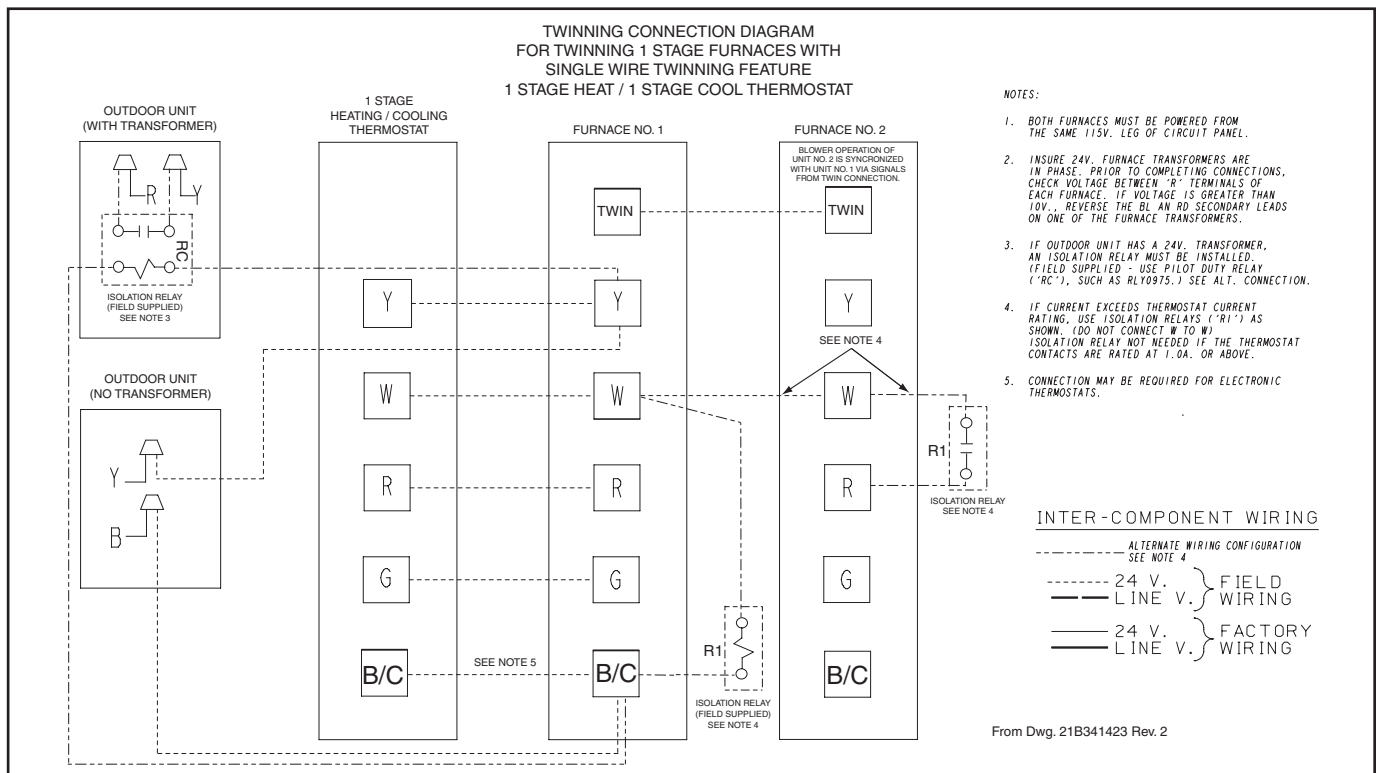 TWINNING CONNECTION DIAGRAM
FOR TWINNING 1 STAGE FURNACES WITH
SINGLE WIRE TWINNING FEATURE
1 STAGE HEAT / 1 STAGE COOL THERMOSTAT
OUTDOOR UNIT
(WITH TRANSFORMER)
R
Y
RC
ISOLATION RELAY
(FIELD SUPPLIED)
SEE NOTE 3
OUTDOOR UNIT
(NO TRANSFORMER)
Y
B
1 STAGE
HEATING / COOLING
THERMOSTAT
Y
W
R
G
B/C
SEE NOTE 5
FURNACE NO. 1
TWIN
Y
W
R
G
B/C
R1
ISOLATION RELAY
(FIELD SUPPLIED)
SEE NOTE 4
FURNACE NO. 2
BLOWER OPERATION OF
UNIT NO. 2 IS SYNCRONIZED
WITH UNIT NO. 1 VIA SIGNALS
FROM TWIN CONNECTION.
TWIN
Y
SEE NOTE 4
W
R
G
B/C
R1
ISOLATION RELAY
SEE NOTE 4
NOTES:
1. BOTH FURNACES MUST BE POWERED FROM
THE SAME 115V. LEG OF CIRCUIT PANEL.
2. INSURE 24V. FURNACE TRANSFORMERS ARE
IN PHASE. PRIOR TO COMPLETING CONNECTIONS,
CHECK VOLTAGE BETWEEN 'R' TERMINALS OF
EACH FURNACE. IF VOLTAGE IS GREATER THAN
10V., REVERSE THE BL AN RD SECONDARY LEADS
ON ONE OF THE FURNACE TRANSFORMERS.
3. IF OUTDOOR UNIT HAS A 24V. TRANSFORMER,
AN ISOLATION RELAY MUST BE INSTALLED.
(FIELD SUPPLIED - USE PILOT DUTY RELAY
('RC'), SUCH AS RLY0975.) SEE ALT. CONNECTION.
4. IF CURRENT EXCEEDS THERMOSTAT CURRENT
RATING, USE ISOLATION RELAYS ('R1') AS
SHOWN. (DO NOT CONNECT W TO W)
ISOLATION RELAY NOT NEEDED IF THE THERMOSTAT
CONTACTS ARE RATED AT 1.0A. OR ABOVE.
5. CONNECTION MAY BE REQUIRED FOR ELECTRONIC
THERMOSTATS.
INTER-COMPONENT WIRING
ALTERNATE WIRING CONFIGURATION
SEE NOTE 4
24 V.
LINE V.
FIELD
WIRING
24 V.
LINE V.
FACTORY
WIRING
From Dwg. 21B341423 Rev. 2